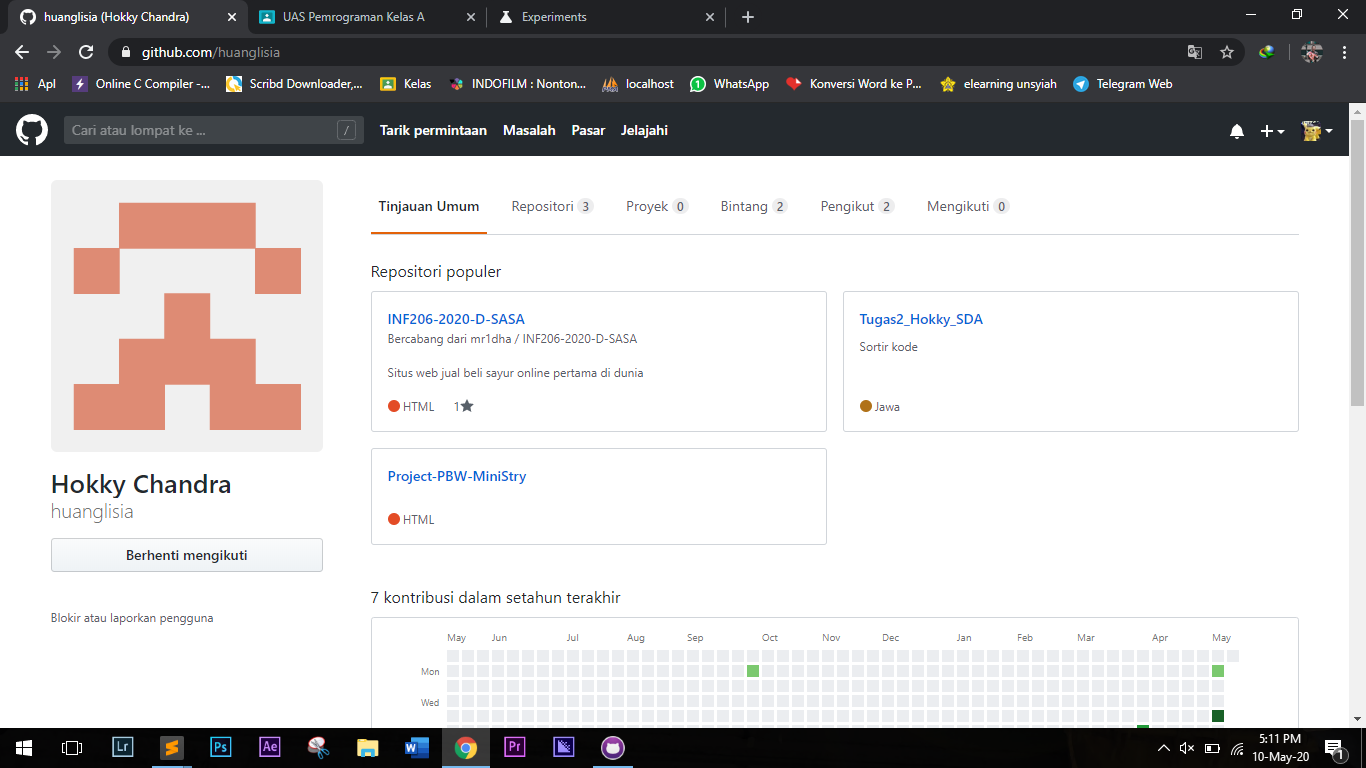 huanglisia (Hokky Chandra)
UAS Pemrograman Kelas A
Experiments
github.com/huanglisia
Apl
Online C Compiler -...
Scribd Downloader,...
Kelas
INDOFILM : Nonton...
localhost
WhatsApp
Konversi Word ke P...
elearning unsyiah
Telegram Web
Cari atau lompat ke ...
/
Tarik permintaan
Masalah
Pasar
Jelajahi
Tinjauan Umum
Repositori 3
Proyek 0
Bintang 2
Pengikut 2
Mengikuti 0
Repositori populer
INF206-2020-D-SASA
Bercabang dari mr1dha / INF206-2020-D-SASA
Situs web jual beli sayur online pertama di dunia
HTML 1
Tugas2_Hokky_SDA
Sortir kode
Jawa
Project-PBW-MiniStry
HTML
Hokky Chandra
huanglisia
Berhenti mengikuti
Blokir atau laporkan pengguna
7 kontribusi dalam setahun terakhir
May Jun Jul Aug Sep Oct Nov Dec Jan Feb Mar Apr May
Mon
Wed
Lr
Ps
Ae
W
Pr
5:11 PM
10-May-20
1